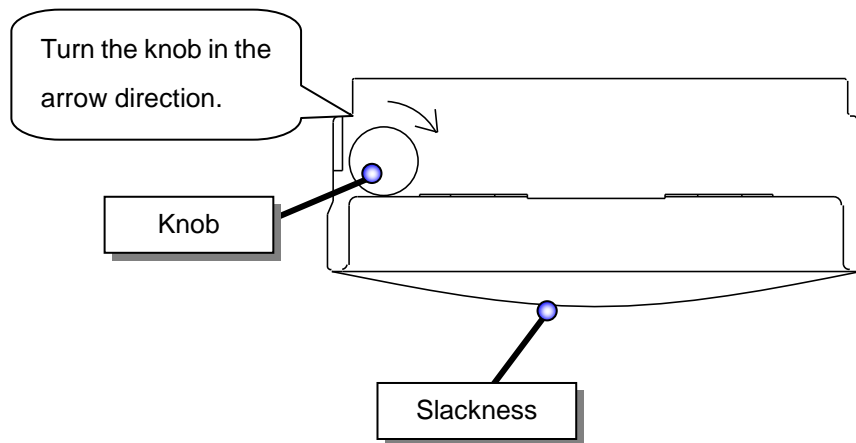 Turn the knob in the
arrow direction.
Knob
Slackness